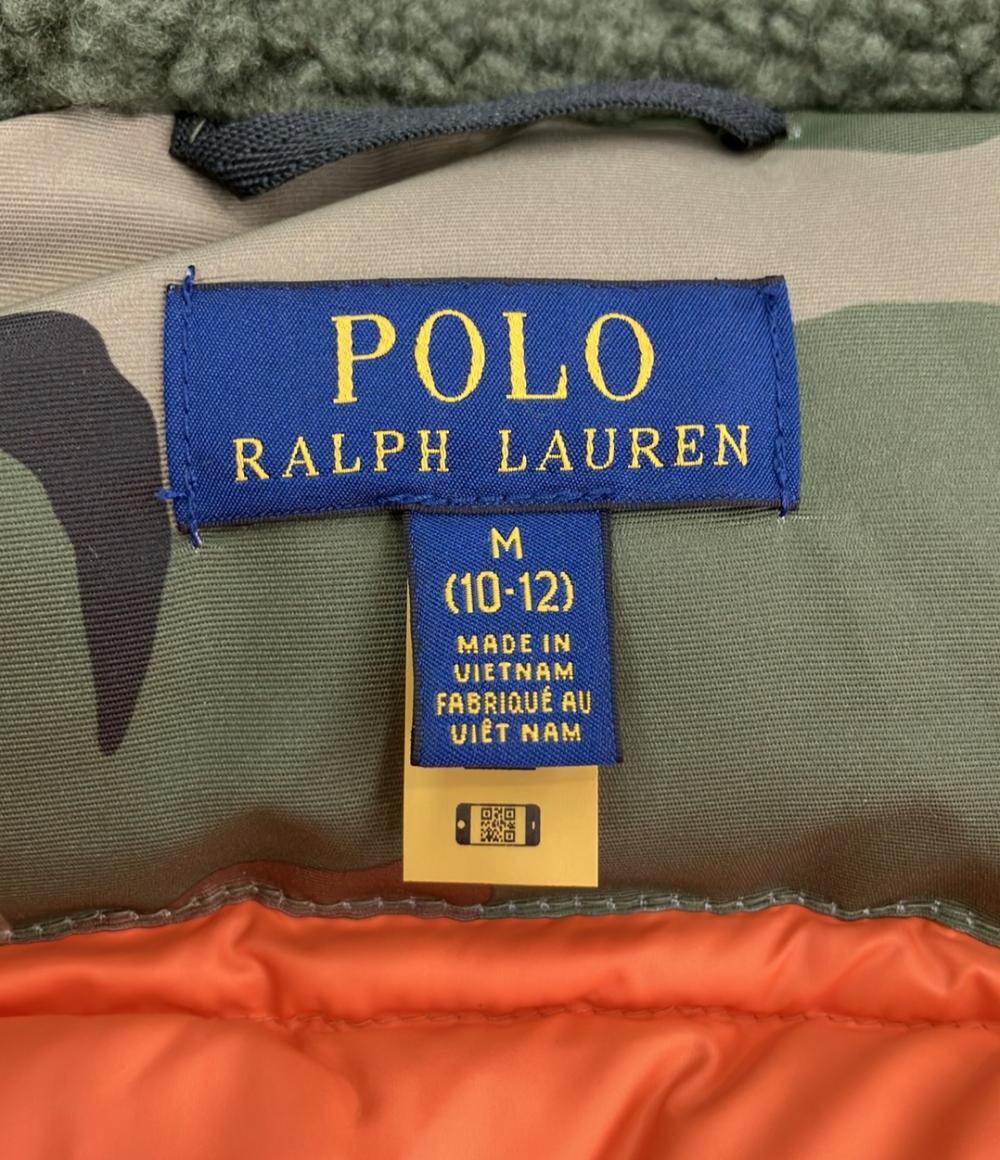 POLO
RALPH LAUREN
M
(10-12)
MADE IN
VIETNAM
FABRIQUÉ AU
VIÊT NAM